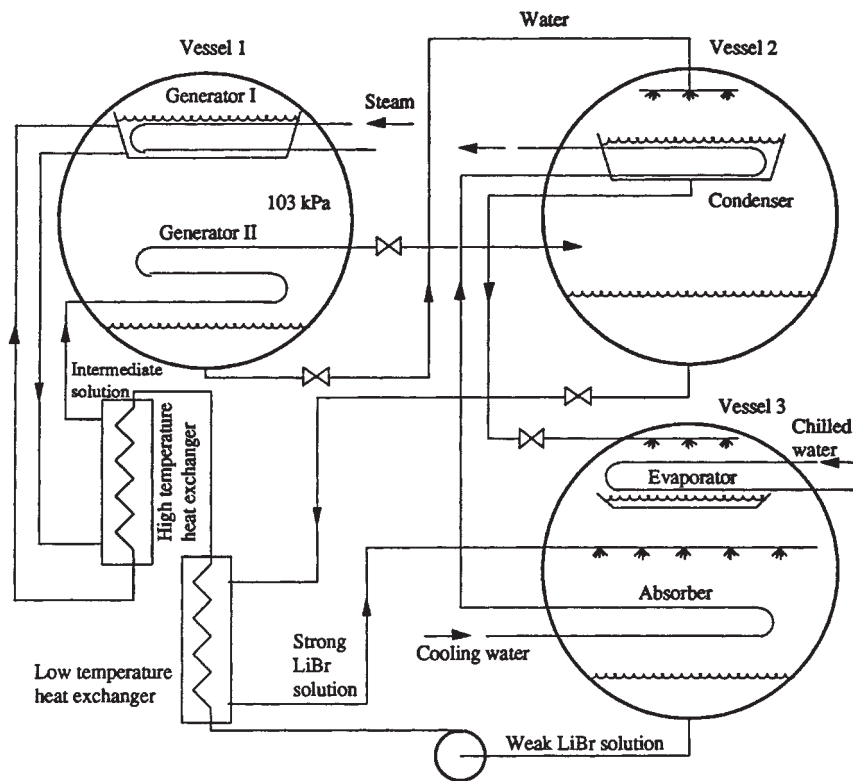 Water
Vessel 1
Vessel 2
Generator I
Steam
103 kPa
Condenser
Generator II
Intermediate
solution
High temperature
heat exchanger
Vessel 3
Chilled
water
Evaporator
Absorber
Cooling water
Strong
LiBr
solution
Low temperature
heat exchanger
Weak LiBr solution